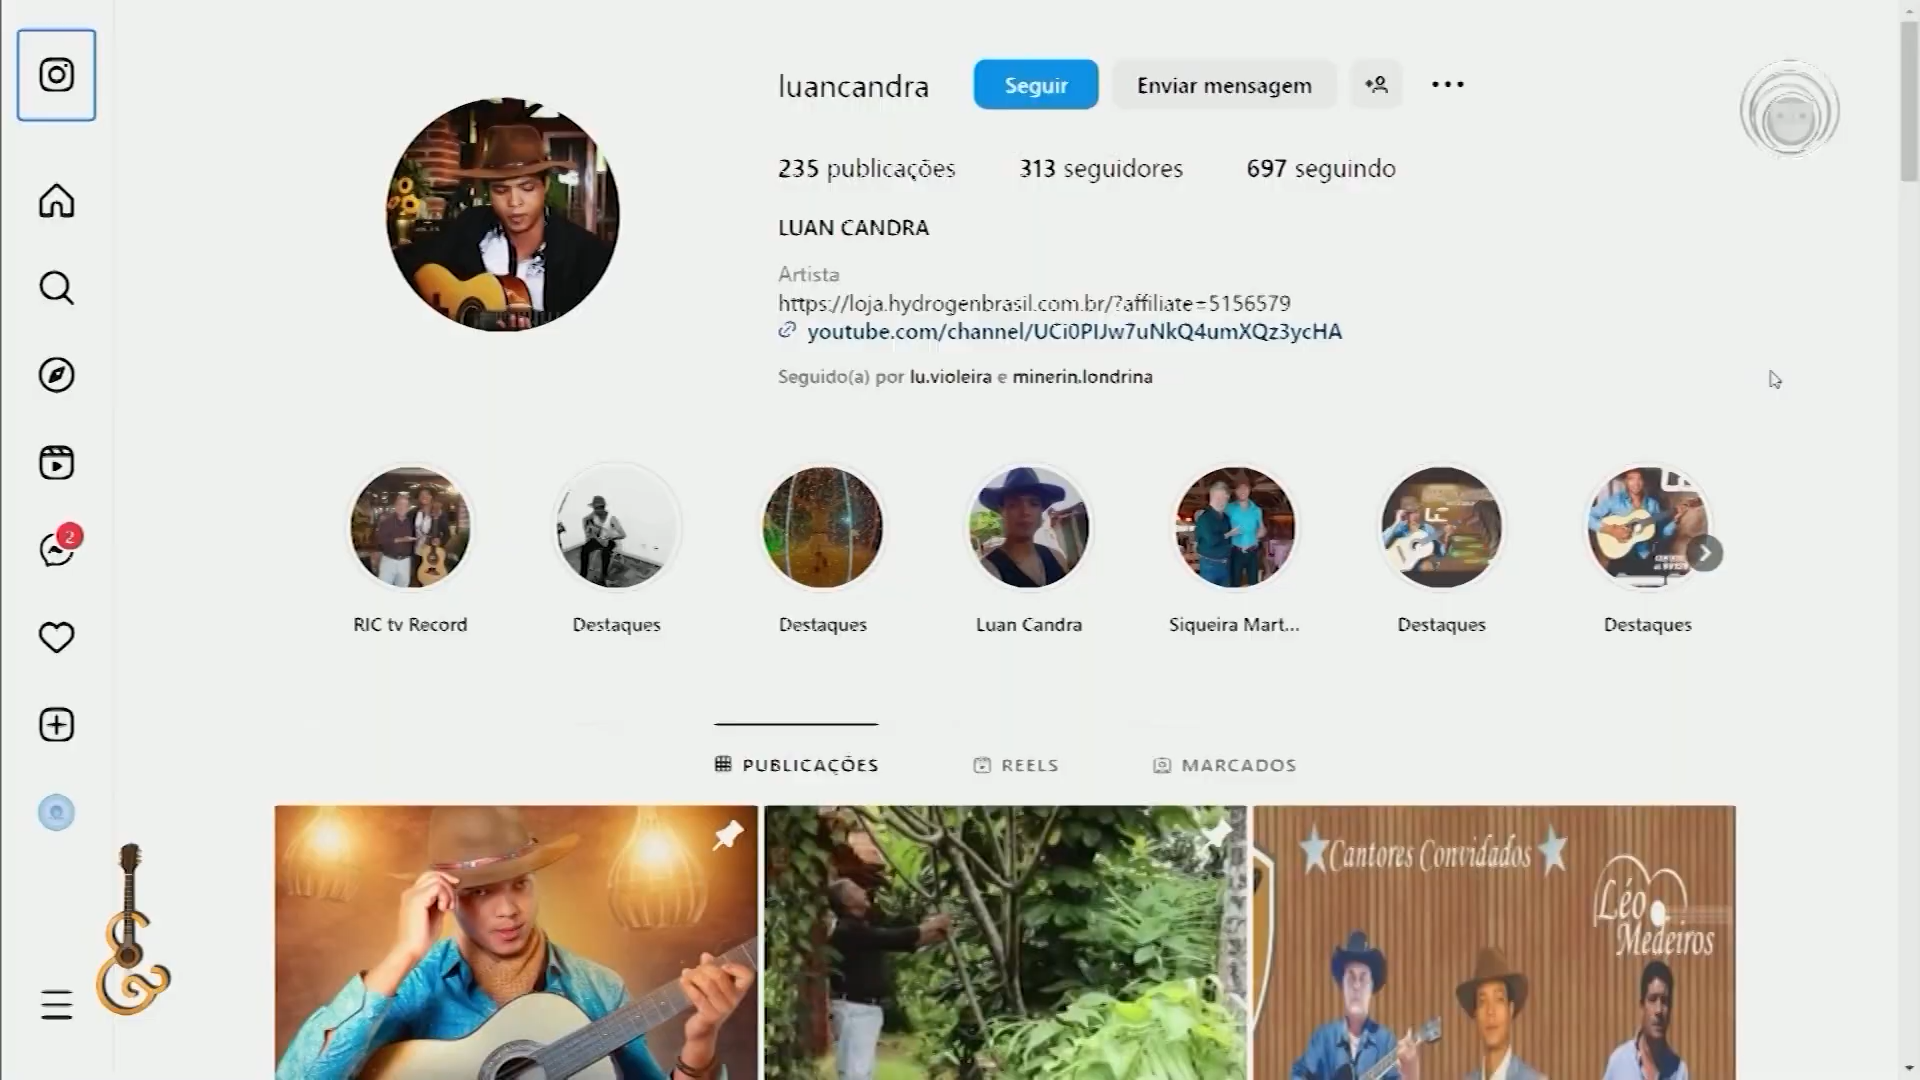 luancandra Seguir Enviar mensagem
235 publicações 313 seguidores 697 seguindo
LUAN CANDRA
Artista
https://loja.hydrogenbrasil.com.br/?affiliate=5156579
youtube.com/channel/UCi0PIJw7uNkQ4umXQz3ycHA
Seguido(a) por lu.violeira e minerin.londrina
2
RIC tv Record Destaques Destaques Luan Candra Siqueira Mart... Destaques Destaques
PUBLICAÇÕES REELS MARCADOS
Cantores Convidados
Léo
Medeiros